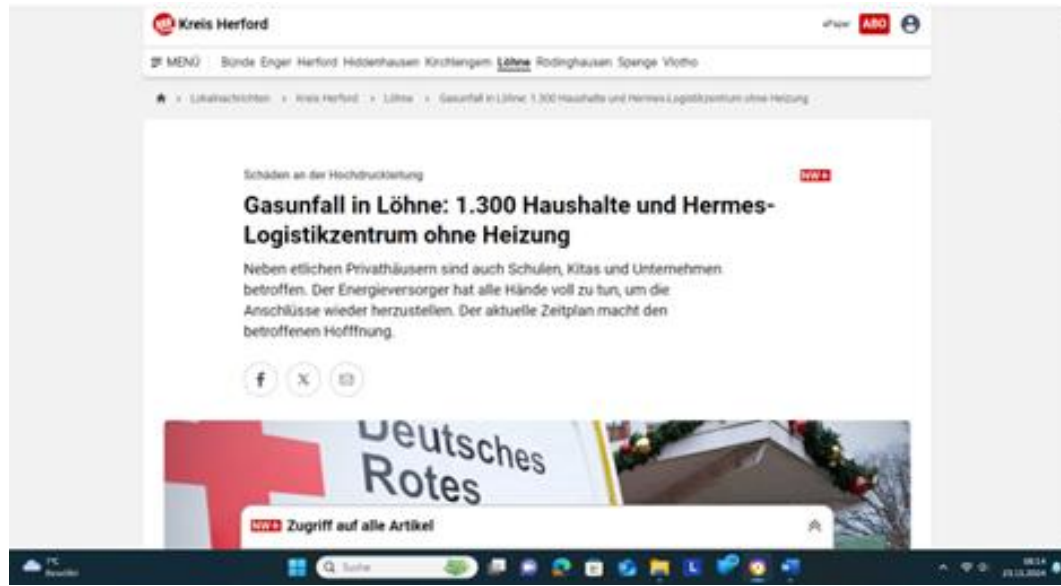 NW Kreis Herford
ePaper ABO
MENÜ Bünde Enger Herford Hiddenhausen Kirchlengern Löhne Rödinghausen Spenge Vlotho
> Lokalnachrichten > Kreis Herford > Löhne > Gasunfall in Löhne: 1.300 Haushalte und Hermes-Logistikzentrum ohne Heizung
Schäden an der Hochdruckleitung
NW+
Gasunfall in Löhne: 1.300 Haushalte und Hermes-
Logistikzentrum ohne Heizung
Neben etlichen Privathäusern sind auch Schulen, Kitas und Unternehmen
betroffen. Der Energieversorger hat alle Hände voll zu tun, um die
Anschlüsse wieder herzustellen. Der aktuelle Zeitplan macht den
betroffenen Hofffnung.
Deutsches
Rotes
NW+ Zugriff auf alle Artikel
Suche